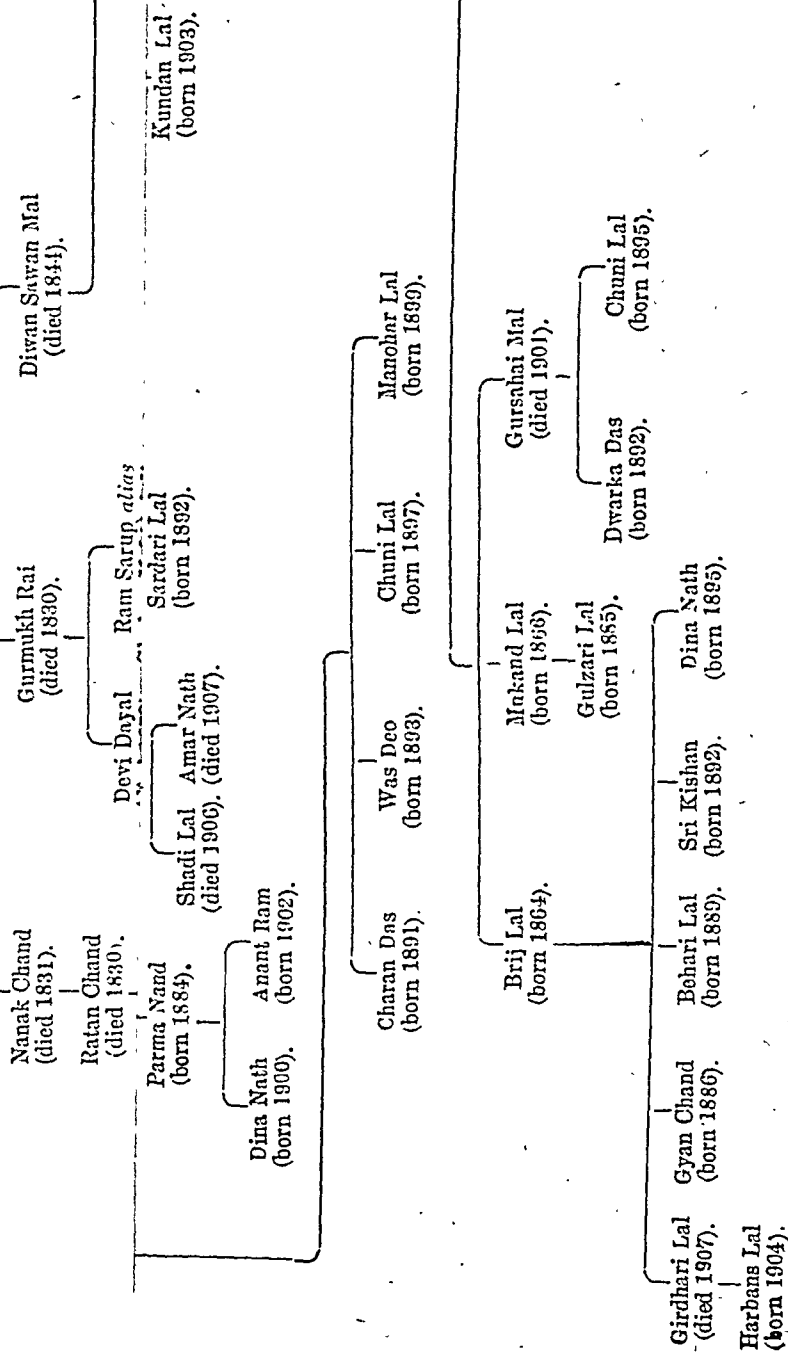 Nanak Chand
(died 1831).
Gurmukh Rai
(died 1830).
Diwan Sawan Mal
(died 1844).
Ratan Chand
(died 1830).
Devi Dayal
Ram Sarup alias
Sardari Lal
(born 1892).
Parma Nand
(born 1884).
Shadi Lal
(died 1906).
Amar Nath
(died 1907).
Kundan Lal
(born 1903).
Dina Nath
(born 1900).
Anant Ram
(born 1902).
Charan Das
(born 1891).
Was Deo
(born 1893).
Chuni Lal
(born 1897).
Manohar Lal
(born 1899).
Brij Lal
(born 1864).
Makand Lal
(born 1866).
Gursahai Mal
(died 1901).
Gulzari Lal
(born 1885).
Dwarka Das
(born 1892).
Chuni Lal
(born 1895).
Girdhari Lal
(died 1907).
Gyan Chand
(born 1886).
Behari Lal
(born 1889).
Sri Kishan
(born 1892).
Dina Nath
(born 1895).
Harbans Lal
(born 1904).